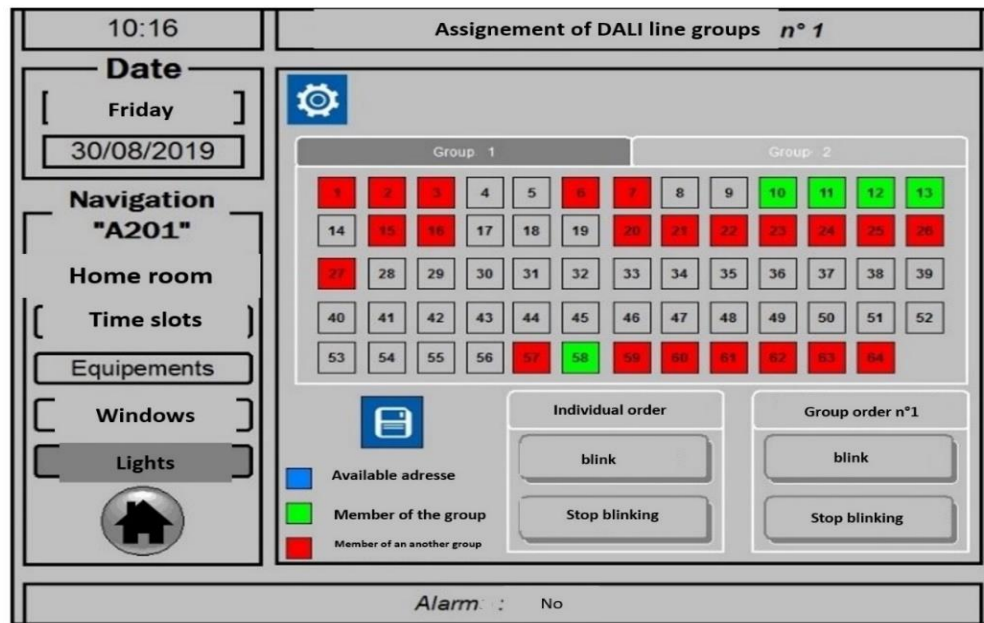 10:16
Assignement of DALI line groups n° 1
Date
[ Friday ]
30/08/2019
Navigation
"A201"
Home room
[ Time slots ]
Equipements
[ Windows ]
[ Lights ]
Group 1
Group 2
1 2 3 4 5 6 7 8 9 10 11 12 13
14 15 16 17 18 19 20 21 22 23 24 25 26
27 28 29 30 31 32 33 34 35 36 37 38 39
40 41 42 43 44 45 46 47 48 49 50 51 52
53 54 55 56 57 58 59 60 61 62 63 64
Available adresse
Member of the group
Member of an another group
Individual order
blink
Stop blinking
Group order n°1
blink
Stop blinking
Alarm : No